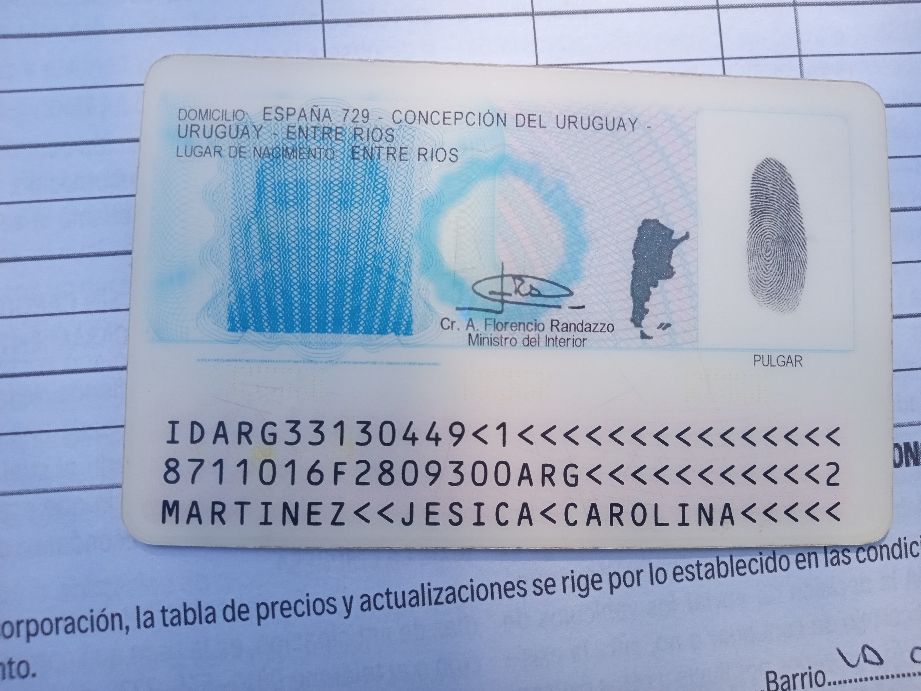 DOMICILIO: ESPAÑA 729 - CONCEPCIÓN DEL URUGUAY -
URUGUAY - ENTRE RIOS
LUGAR DE NACIMIENTO: ENTRE RIOS
Cr. A. Florencio Randazzo
Ministro del Interior
PULGAR
IDARG33130449<1<<<<<<<<<<<<<<<
8711016F2809300ARG<<<<<<<<<<<2
MARTINEZ<<JESICA<CAROLINA<<<<<
orporación, la tabla de precios y actualizaciones se rige por lo establecido en las condici
nto.
Barrio